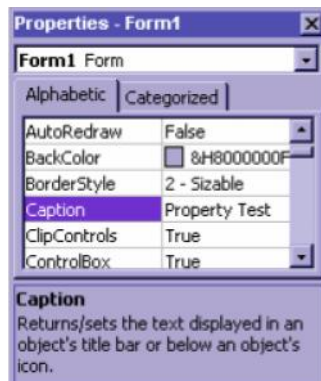 Properties - Form1
Form1 Form
Alphabetic Categorized
AutoRedraw False
BackColor &H8000000F
BorderStyle 2 - Sizable
Caption Property Test
ClipControls True
ControlBox True
Caption
Returns/sets the text displayed in an
object's title bar or below an object's
icon.